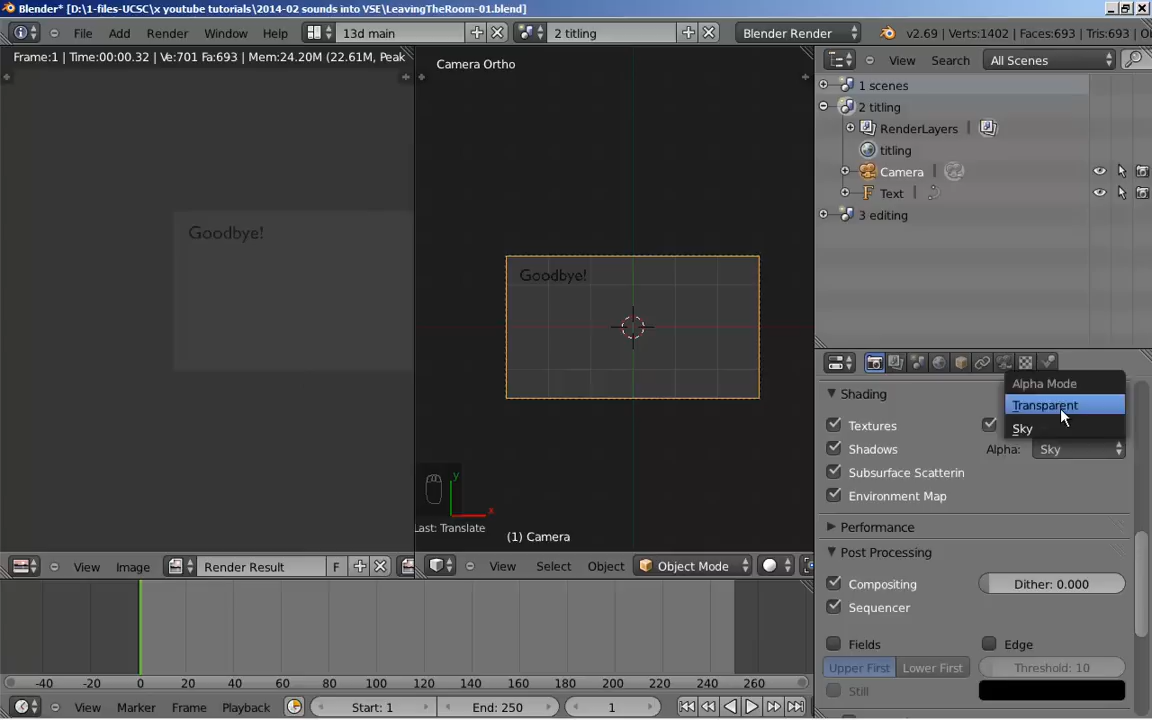 Blender* [D:\1-files-UCSC\x youtube tutorials\2014-02 sounds into VSE\LeavingTheRoom-01.blend]
File Add Render Window Help 13d main 2 titling Blender Render v2.69 | Verts:1402 | Faces:693 | Tris:693 | O
Frame:1 | Time:00:00.32 | Ve:701 Fa:693 | Mem:24.20M (22.61M, Peak
Camera Ortho
View Search All Scenes
1 scenes
2 titling
RenderLayers
titling
Camera
Text
3 editing
Goodbye!
Goodbye!
Alpha Mode
Transparent
Sky
Shading
Textures
Shadows
Alpha: Sky
Subsurface Scatterin
Environment Map
Performance
Post Processing
Compositing
Dither: 0.000
Sequencer
Fields
Edge
Upper First Lower First
Threshold: 10
Still
y
x
Last: Translate
(1) Camera
View Image Render Result F
View Select Object Object Mode
-40 -20 0 20 40 60 80 100 120 140 160 180 200 220 240 260
View Marker Frame Playback Start: 1 End: 250 1